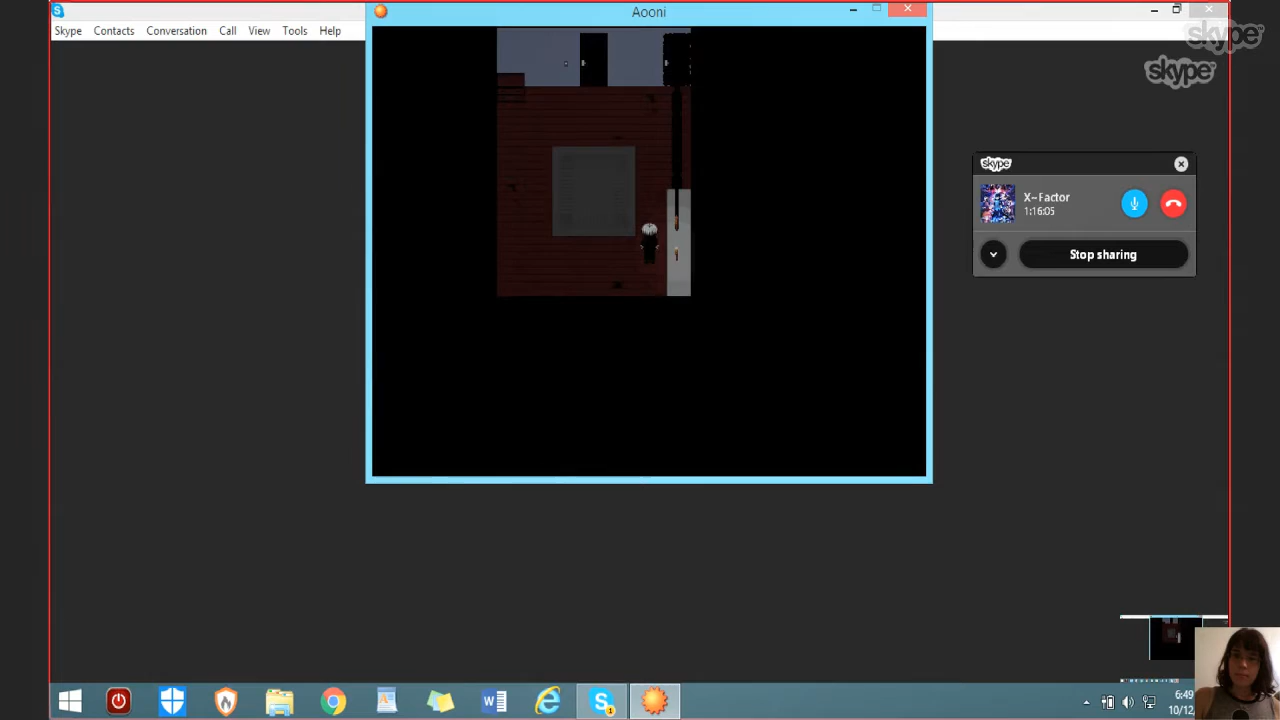 Aooni
Skype Contacts Conversation Call View Tools Help
skype
skype
skype
X~Factor
1:16:05
Stop sharing
6:49
10/12,